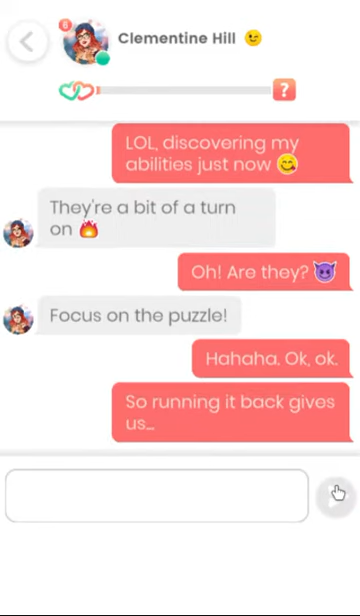 8
Clementine Hill 😉
?
LOL, discovering my
abilities just now 😋
They're a bit of a turn
on 🔥
Oh! Are they? 😈
Focus on the puzzle!
Hahaha. Ok, ok.
So running it back gives
us...